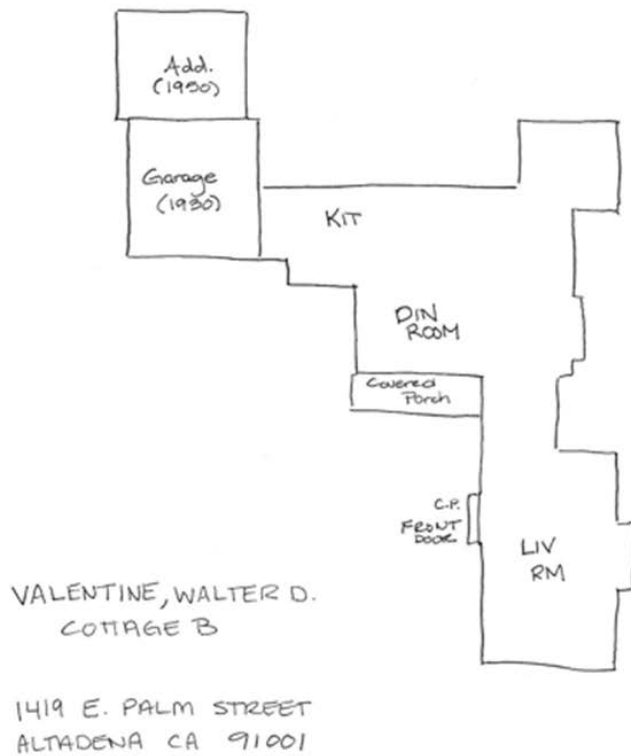 Add.
(1950)
Garage
(1930)
KIT
DIN
ROOM
Covered
Porch
C.P.
FRONT
DOOR
LIV
RM
VALENTINE, WALTER D.
COTTAGE B
1419 E. PALM STREET
ALTADENA CA 91001